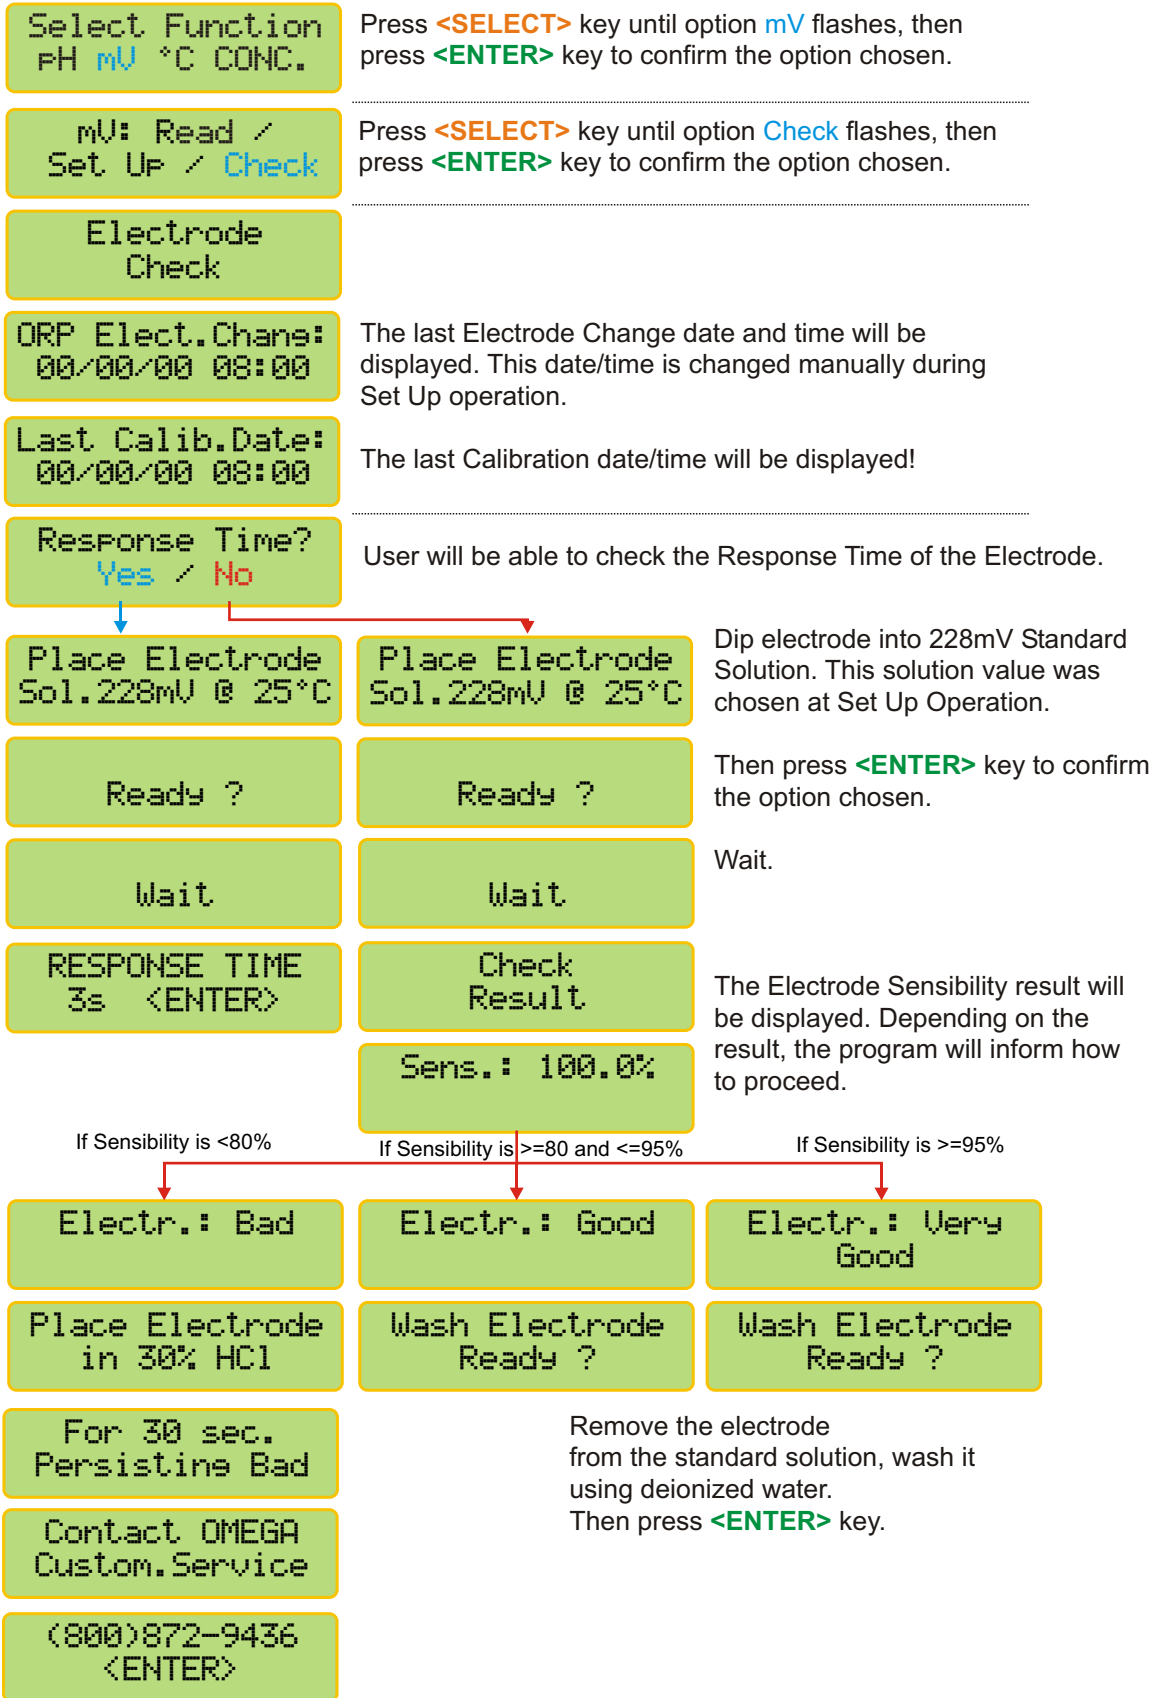 Select Function
pH mV °C CONC.
Press <SELECT> key until option mV flashes, then
press <ENTER> key to confirm the option chosen.
mV: Read /
Set Up / Check
Press <SELECT> key until option Check flashes, then
press <ENTER> key to confirm the option chosen.
Electrode
Check
ORP Elect.Chang:
00/00/00 08:00
The last Electrode Change date and time will be
displayed. This date/time is changed manually during
Set Up operation.
Last Calib.Date:
00/00/00 08:00
The last Calibration date/time will be displayed!
Response Time?
Yes / No
User will be able to check the Response Time of the Electrode.
Place Electrode
Sol.228mV @ 25°C
Place Electrode
Sol.228mV @ 25°C
Dip electrode into 228mV Standard
Solution. This solution value was
chosen at Set Up Operation.
Ready ?
Ready ?
Then press <ENTER> key to confirm
the option chosen.
Wait
Wait
Wait.
RESPONSE TIME
3s <ENTER>
Check
Result
The Electrode Sensibility result will
be displayed. Depending on the
result, the program will inform how
to proceed.
Sens.: 100.0%
If Sensibility is <80%
If Sensibility is >=80 and <=95%
If Sensibility is >=95%
Electr.: Bad
Electr.: Good
Electr.: Very
Good
Place Electrode
in 30% HCl
Wash Electrode
Ready ?
Wash Electrode
Ready ?
For 30 sec.
Persisting Bad
Remove the electrode
from the standard solution, wash it
using deionized water.
Then press <ENTER> key.
Contact OMEGA
Custom.Service
(800)872-9436
<ENTER>